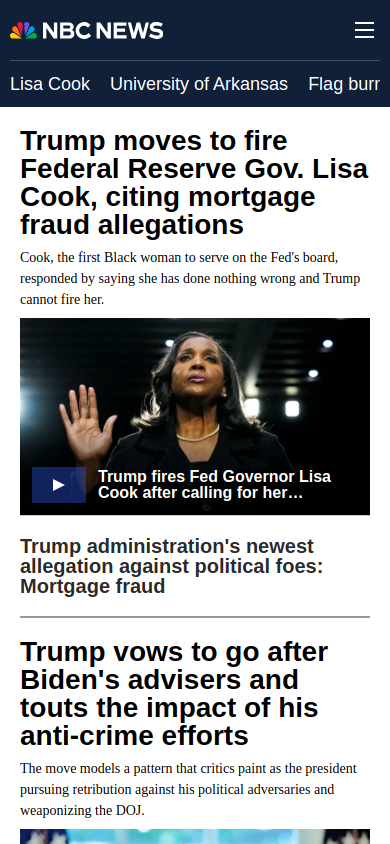 NBC NEWS
Lisa Cook University of Arkansas Flag burr
Trump moves to fire
Federal Reserve Gov. Lisa
Cook, citing mortgage
fraud allegations
Cook, the first Black woman to serve on the Fed's board,
responded by saying she has done nothing wrong and Trump
cannot fire her.
Trump fires Fed Governor Lisa
Cook after calling for her…
Trump administration's newest
allegation against political foes:
Mortgage fraud
Trump vows to go after
Biden's advisers and
touts the impact of his
anti-crime efforts
The move models a pattern that critics paint as the president
pursuing retribution against his political adversaries and
weaponizing the DOJ.